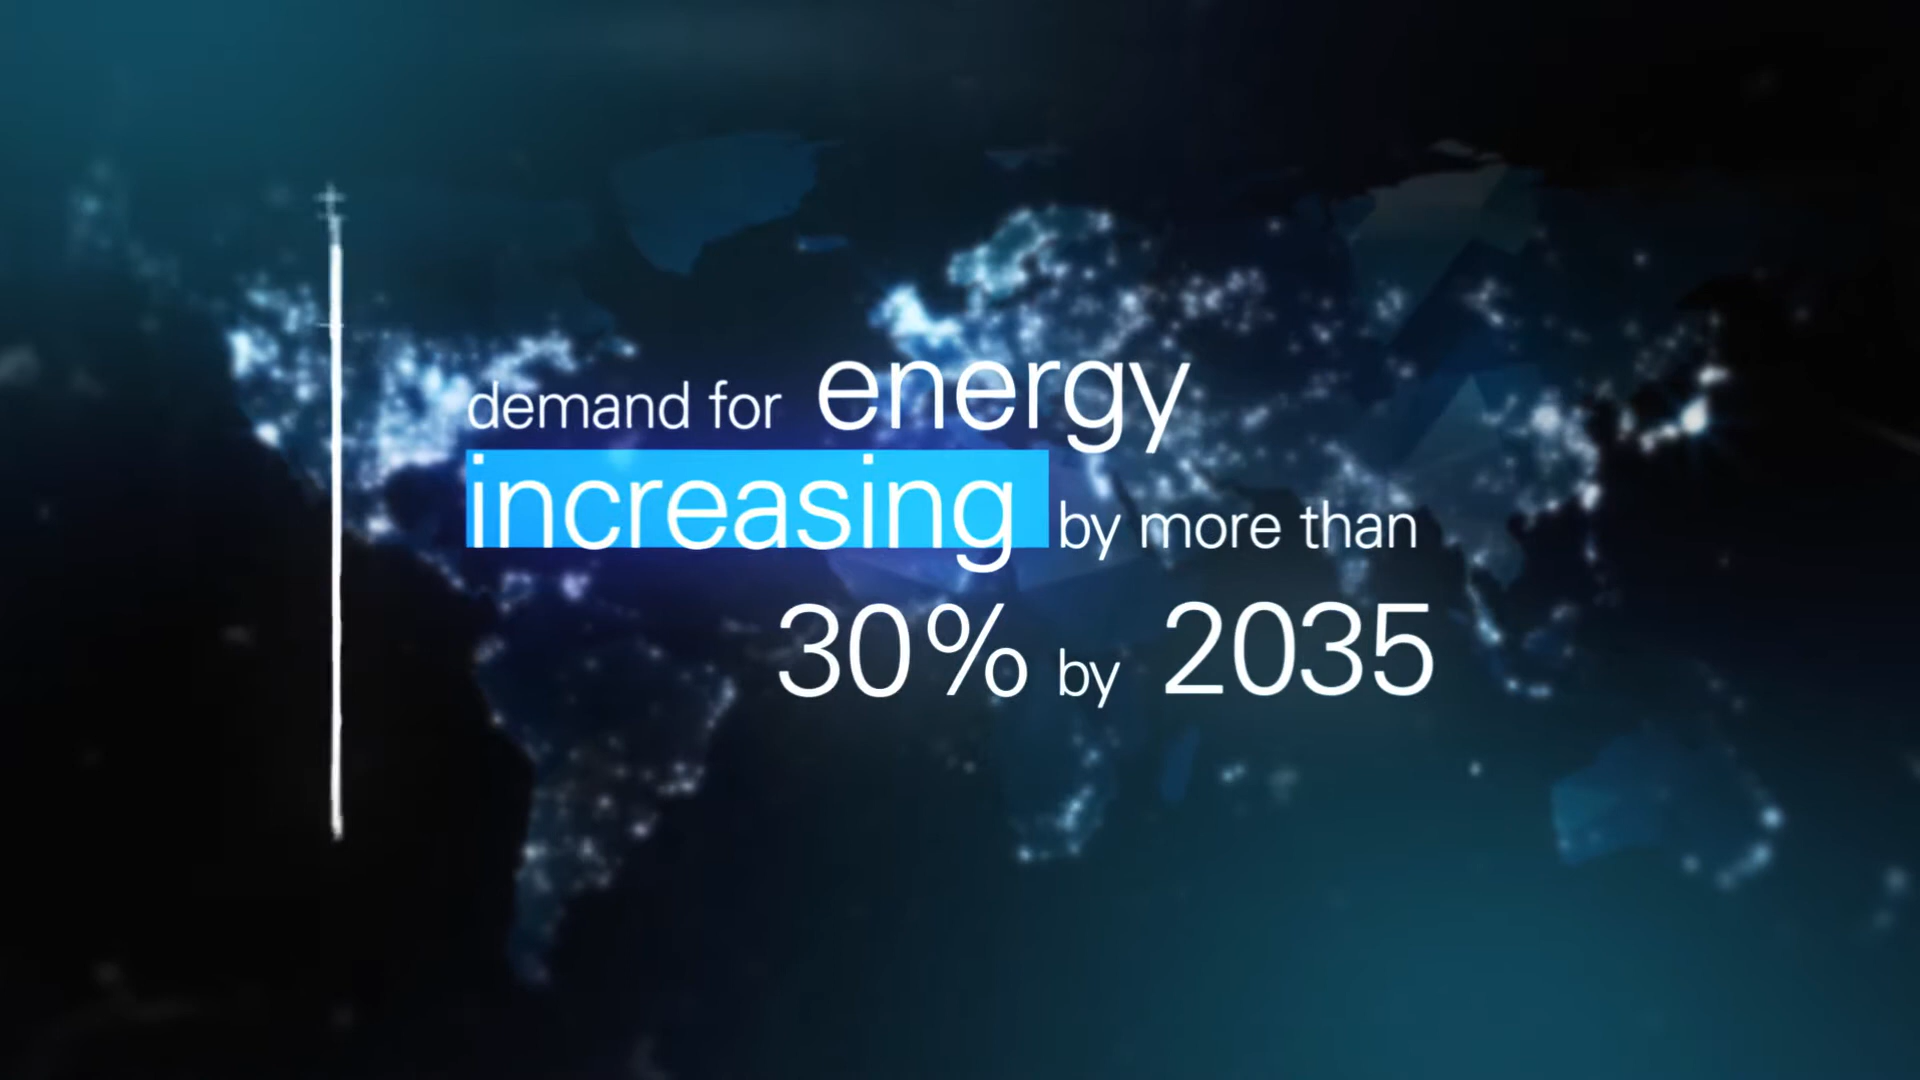 demand for energy
increasing by more than
30% by 2035